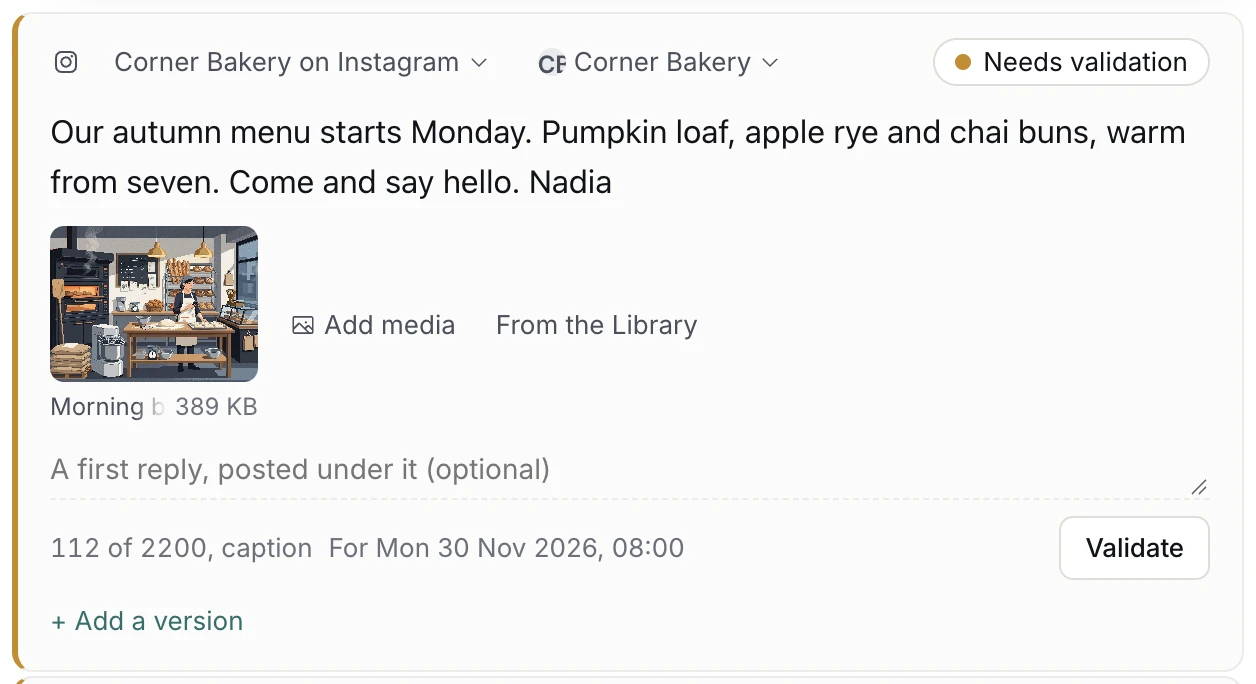 Corner Bakery on Instagram
Corner Bakery
Needs validation
Our autumn menu starts Monday. Pumpkin loaf, apple rye and chai buns, warm
from seven. Come and say hello. Nadia
Add media
From the Library
Morning b 389 KB
A first reply, posted under it (optional)
112 of 2200, caption For Mon 30 Nov 2026, 08:00
Validate
+ Add a version